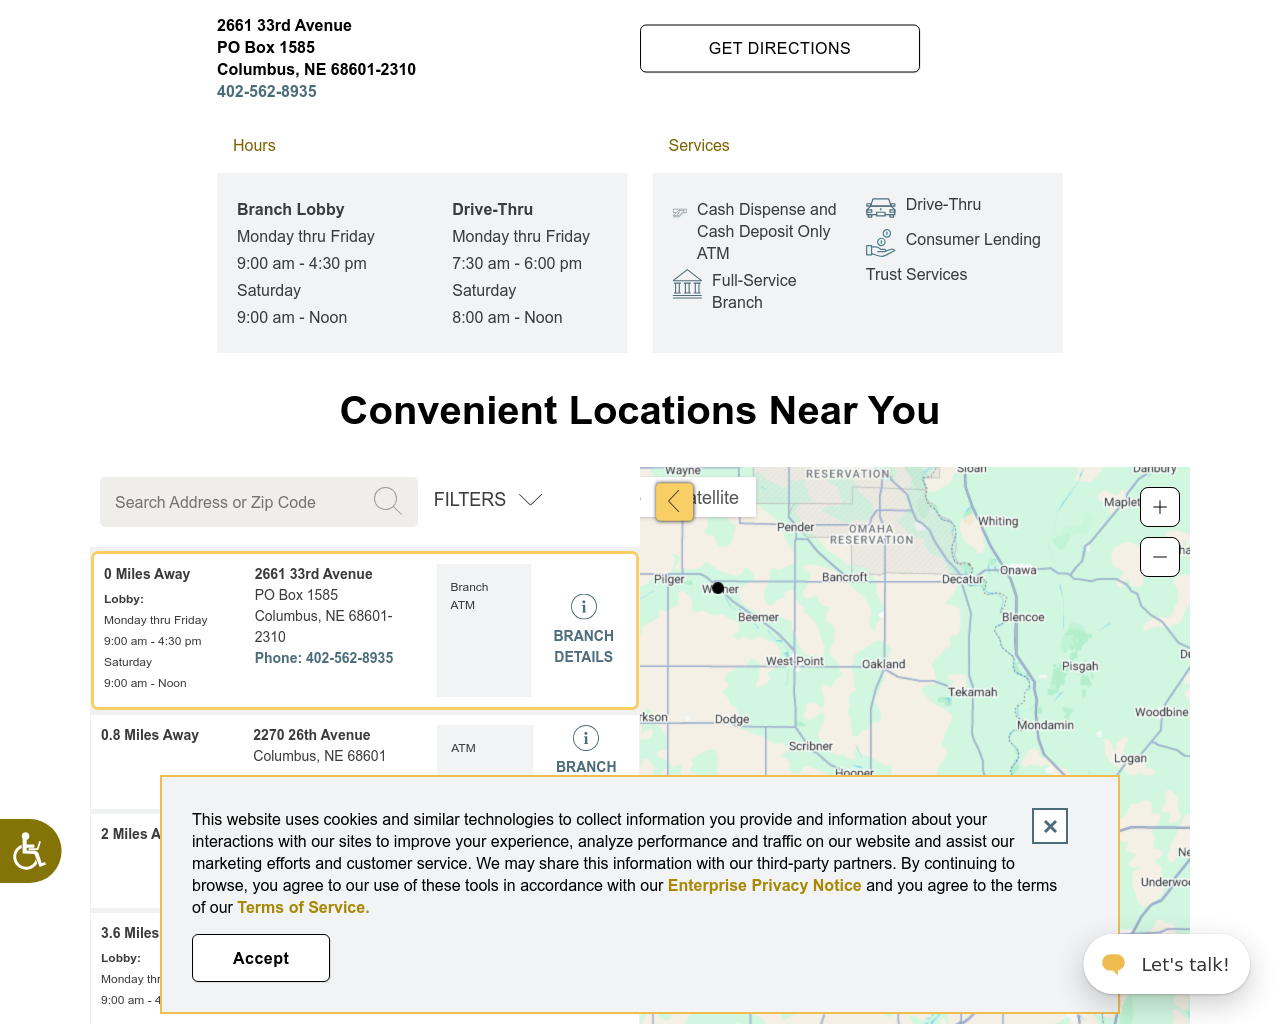 2661 33rd Avenue
PO Box 1585
Columbus, NE 68601-2310
402-562-8935
GET DIRECTIONS
Hours
Branch Lobby
Monday thru Friday
9:00 am - 4:30 pm
Saturday
9:00 am - Noon
Drive-Thru
Monday thru Friday
7:30 am - 6:00 pm
Saturday
8:00 am - Noon
Services
Cash Dispense and
Cash Deposit Only
ATM
Full-Service
Branch
Drive-Thru
Consumer Lending
Trust Services
Convenient Locations Near You
Search Address or Zip Code
FILTERS
0 Miles Away
Lobby:
Monday thru Friday
9:00 am - 4:30 pm
Saturday
9:00 am - Noon
2661 33rd Avenue
PO Box 1585
Columbus, NE 68601-
2310
Phone: 402-562-8935
Branch
ATM
BRANCH
DETAILS
0.8 Miles Away
2270 26th Avenue
Columbus, NE 68601
ATM
BRANCH
2 Miles A
3.6 Miles
Lobby:
Monday thr
9:00 am - 4
atellite
Wayne
RESERVATION
Sloan
Danbury
Maplet
Pender
OMAHA
RESERVATION
Whiting
Pilger
Bancroft
Decatur
Onawa
Beemer
Blencoe
West Point
Oakland
Pisgah
Tekamah
rkson
Dodge
Mondamin
Woodbine
Scribner
Logan
Hooper
Underwoo
This website uses cookies and similar technologies to collect information you provide and information about your
interactions with our sites to improve your experience, analyze performance and traffic on our website and assist our
marketing efforts and customer service. We may share this information with our third-party partners. By continuing to
browse, you agree to our use of these tools in accordance with our Enterprise Privacy Notice and you agree to the terms
of our Terms of Service.
Accept
Let's talk!